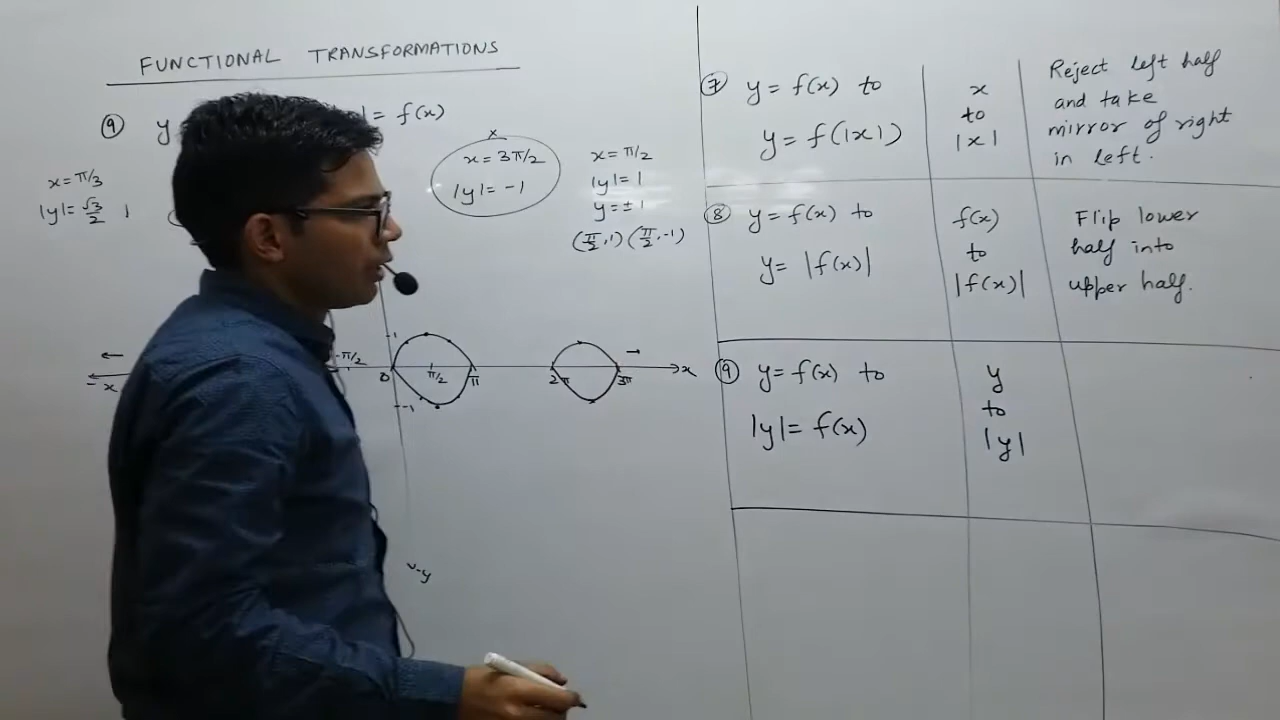 FUNCTIONAL TRANSFORMATIONS
⑨ y | = f(x)
x = π/3
|y| = √3/2
x
x = 3π/2
|y| = -1
x = π/2
|y| = 1
y = ± 1
(π/2, 1) (π/2, -1)
1
-π/2
-x
0
π/2
π
2π
3π
x
-1
-y
⑦ y = f(x) to
y = f(|x|)
x
to
|x|
Reject left half
and take
mirror of right
in left.
⑧ y = f(x) to
y = |f(x)|
f(x)
to
|f(x)|
Flip lower
half into
upper half.
⑨ y = f(x) to
|y| = f(x)
y
to
|y|